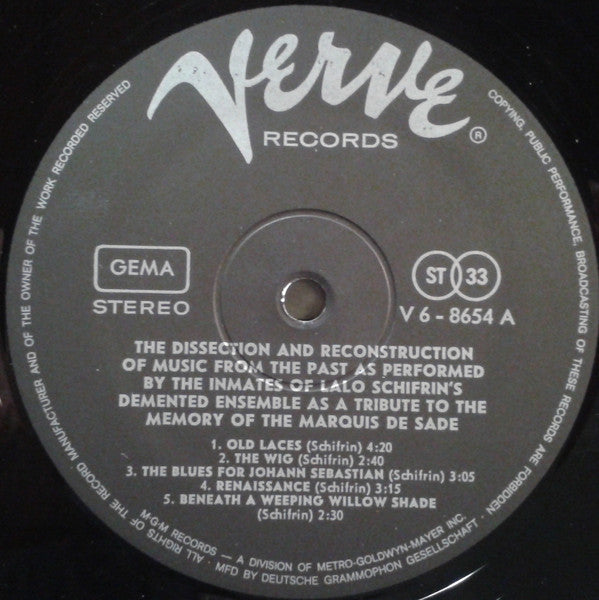 Verve
RECORDS
®
GEMA
STEREO
ST 33
V 6 - 8654 A
THE DISSECTION AND RECONSTRUCTION
OF MUSIC FROM THE PAST AS PERFORMED
BY THE INMATES OF LALO SCHIFRIN'S
DEMENTED ENSEMBLE AS A TRIBUTE TO THE
MEMORY OF THE MARQUIS DE SADE
1. OLD LACES (Schifrin) 4:20
2. THE WIG (Schifrin) 2:40
3. THE BLUES FOR JOHANN SEBASTIAN (Schifrin) 3:05
4. RENAISSANCE (Schifrin) 3:15
5. BENEATH A WEEPING WILLOW SHADE
(Schifrin) 2:30
M·G·M RECORDS — A DIVISION OF METRO-GOLDWYN-MAYER INC.
ALL RIGHTS OF THE RECORD MANUFACTURER AND OF THE OWNER OF THE WORK RECORDED RESERVED
COPYING, PUBLIC PERFORMANCE, BROADCASTING OF THESE RECORDS ARE FORBIDDEN
· MFD BY DEUTSCHE GRAMMOPHON GESELLSCHAFT ·